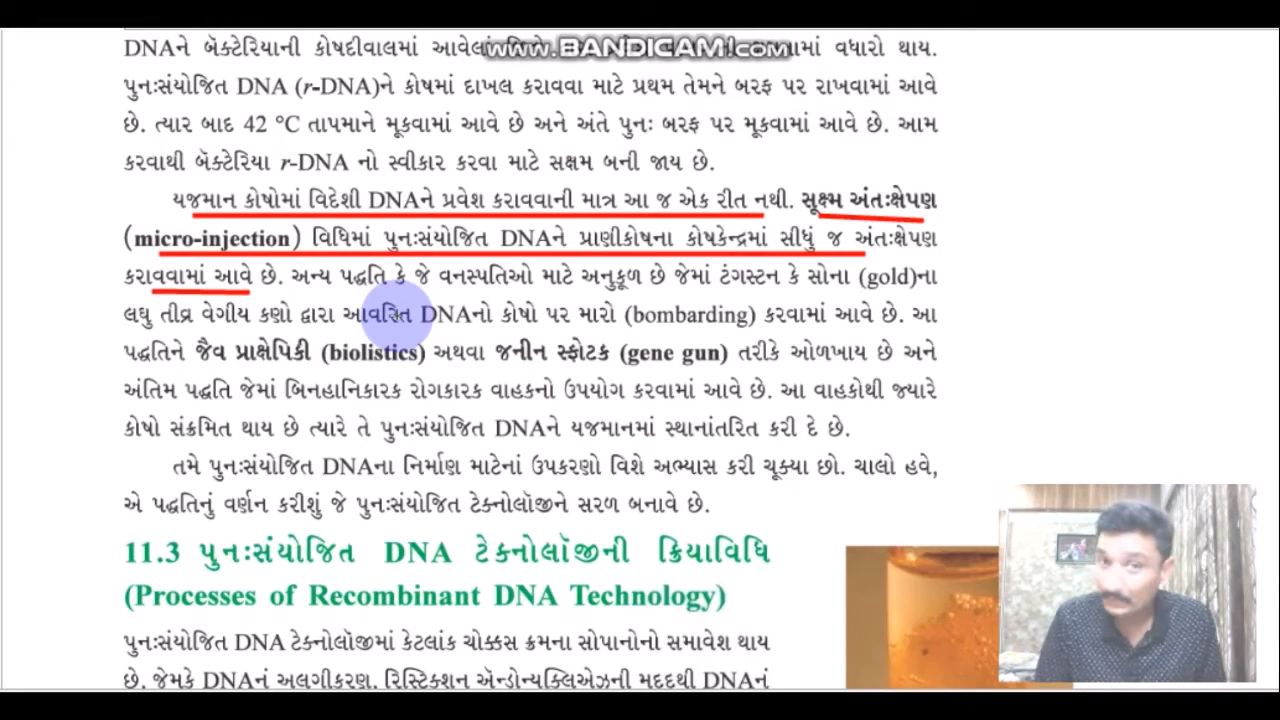 www.BANDICAM.com
DNAને બૅક્ટેરિયાની કોષદીવાલમાં આવેલાં વધારો થાય.
પુનઃસંયોજિત DNA (r-DNA)ને કોષમાં દાખલ કરાવવા માટે પ્રથમ તેમને બરફ પર રાખવામાં આવે
છે. ત્યાર બાદ 42 °C તાપમાને મૂકવામાં આવે છે અને અંતે પુનઃ બરફ પર મૂકવામાં આવે છે. આમ
કરવાથી બૅક્ટેરિયા r-DNA નો સ્વીકાર કરવા માટે સક્ષમ બની જાય છે.
યજમાન કોષોમાં વિદેશી DNAને પ્રવેશ કરાવવાની માત્ર આ જ એક રીત નથી. સૂક્ષ્મ અંતઃક્ષેપણ
(micro-injection) વિધિમાં પુનઃસંયોજિત DNAને પ્રાણીકોષના કોષકેન્દ્રમાં સીધું જ અંતઃક્ષેપણ
કરાવવામાં આવે છે. અન્ય પદ્ધતિ કે જે વનસ્પતિઓ માટે અનુકૂળ છે જેમાં ટંગસ્ટન કે સોના (gold)ના
લઘુ તીવ્ર વેગીય કણો દ્વારા આવરિત DNAનો કોષો પર મારો (bombarding) કરવામાં આવે છે. આ
પદ્ધતિને જૈવ પ્રાક્ષેપિકી (biolistics) અથવા જનીન સ્ફોટક (gene gun) તરીકે ઓળખાય છે અને
અંતિમ પદ્ધતિ જેમાં બિનહાનિકારક રોગકારક વાહકનો ઉપયોગ કરવામાં આવે છે. આ વાહકોથી જ્યારે
કોષો સંક્રમિત થાય છે ત્યારે તે પુનઃસંયોજિત DNAને યજમાનમાં સ્થાનાંતરિત કરી દે છે.
તમે પુનઃસંયોજિત DNAના નિર્માણ માટેનાં ઉપકરણો વિશે અભ્યાસ કરી ચૂક્યા છો. ચાલો હવે,
એ પદ્ધતિનું વર્ણન કરીશું જે પુનઃસંયોજિત ટેક્નોલૉજીને સરળ બનાવે છે.
11.3 પુનઃસંયોજિત DNA ટેકનોલૉજીની ક્રિયાવિધિ
(Processes of Recombinant DNA Technology)
પુનઃસંયોજિત DNA ટેક્નોલૉજીમાં કેટલાંક ચોક્કસ ક્રમના સોપાનોનો સમાવેશ થાય
છે. જેમકે DNAનું અલગીકરણ, રિસ્ટ્રિક્શન ઍન્ડોન્યુક્લિએઝની મદદથી DNAનું